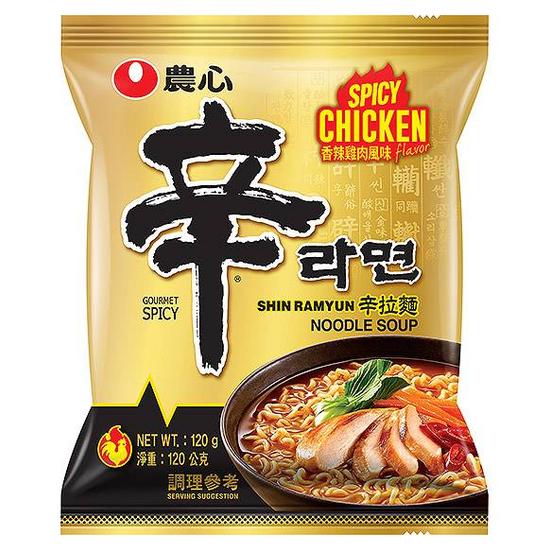 農心
SPICY
CHICKEN
香辣雞肉風味 flavor
辛
라면
®
GOURMET
SPICY
SHIN RAMYUN 辛拉麵
NOODLE SOUP
NET WT. : 120 g
淨重 : 120 公克
調理參考
SERVING SUGGESTION